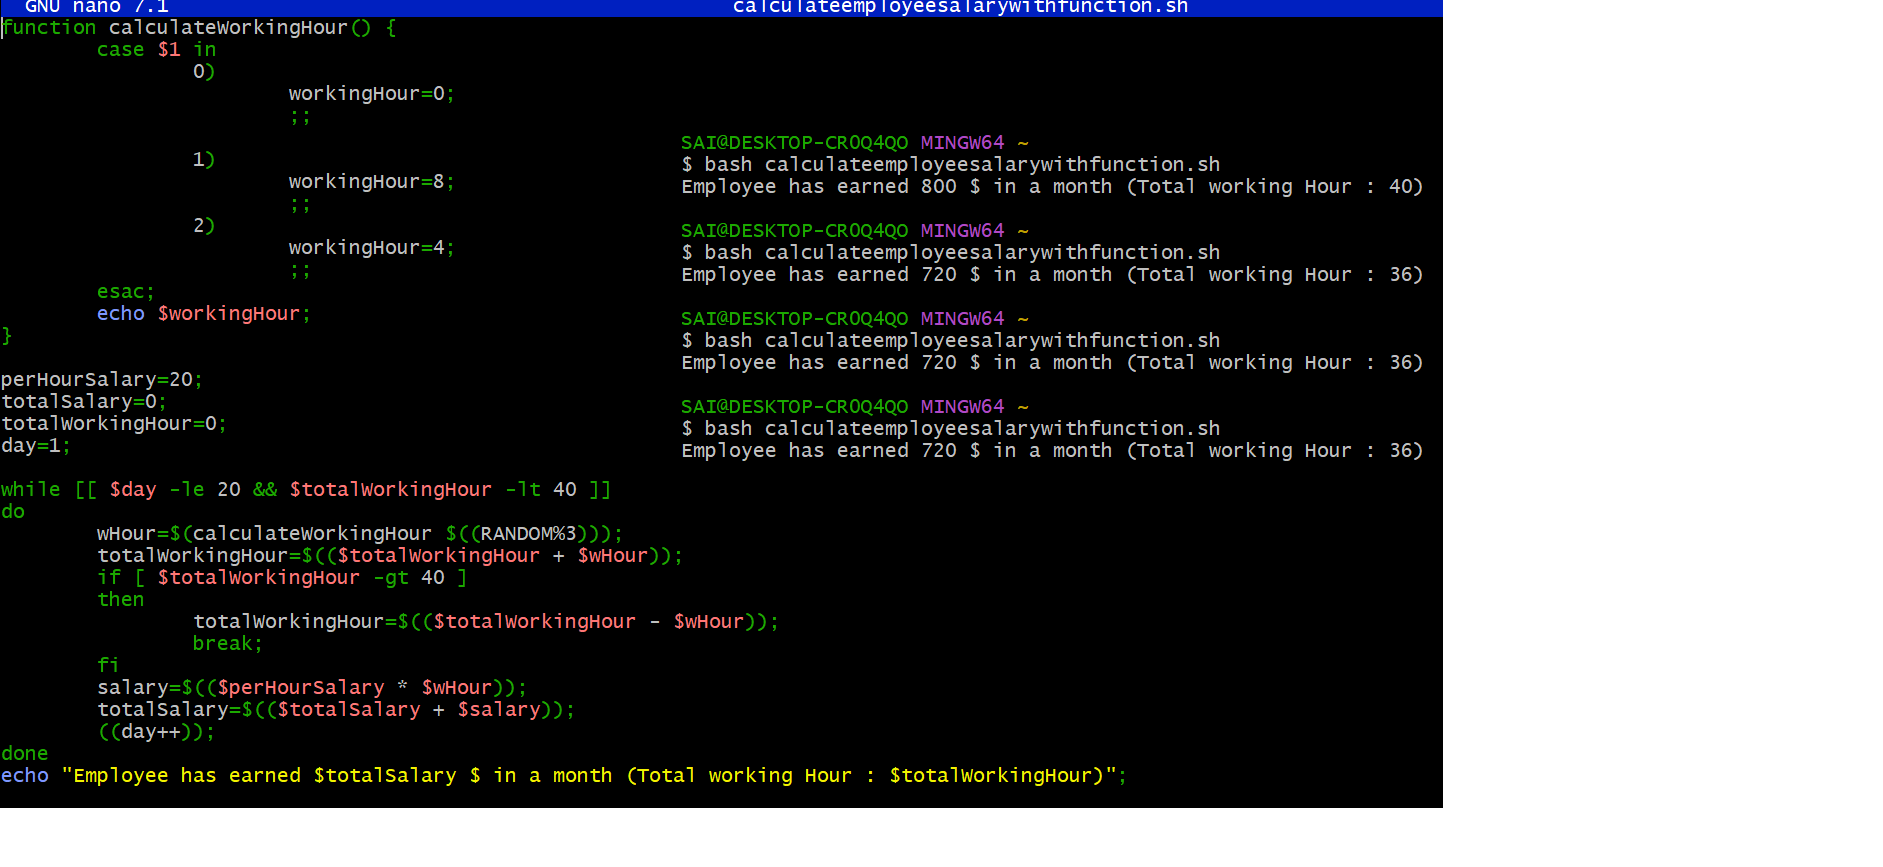 GNU nano 7.1 calculateemployeesalarywithfunction.sh
function calculateWorkingHour() {
case $1 in
0)
workingHour=0;
;;
1)
workingHour=8;
;;
2)
workingHour=4;
;;
esac;
echo $workingHour;
}
perHourSalary=20;
totalSalary=0;
totalWorkingHour=0;
day=1;
while [[ $day -le 20 && $totalWorkingHour -lt 40 ]]
do
wHour=$(calculateWorkingHour $((RANDOM%3)));
totalWorkingHour=$(($totalWorkingHour + $wHour));
if [ $totalWorkingHour -gt 40 ]
then
totalWorkingHour=$(($totalWorkingHour - $wHour));
break;
fi
salary=$(($perHourSalary * $wHour));
totalSalary=$(($totalSalary + $salary));
((day++));
done
echo "Employee has earned $totalSalary $ in a month (Total working Hour : $totalWorkingHour)";
SAI@DESKTOP-CR0Q4QO MINGW64 ~
$ bash calculateemployeesalarywithfunction.sh
Employee has earned 800 $ in a month (Total working Hour : 40)
SAI@DESKTOP-CR0Q4QO MINGW64 ~
$ bash calculateemployeesalarywithfunction.sh
Employee has earned 720 $ in a month (Total working Hour : 36)
SAI@DESKTOP-CR0Q4QO MINGW64 ~
$ bash calculateemployeesalarywithfunction.sh
Employee has earned 720 $ in a month (Total working Hour : 36)
SAI@DESKTOP-CR0Q4QO MINGW64 ~
$ bash calculateemployeesalarywithfunction.sh
Employee has earned 720 $ in a month (Total working Hour : 36)